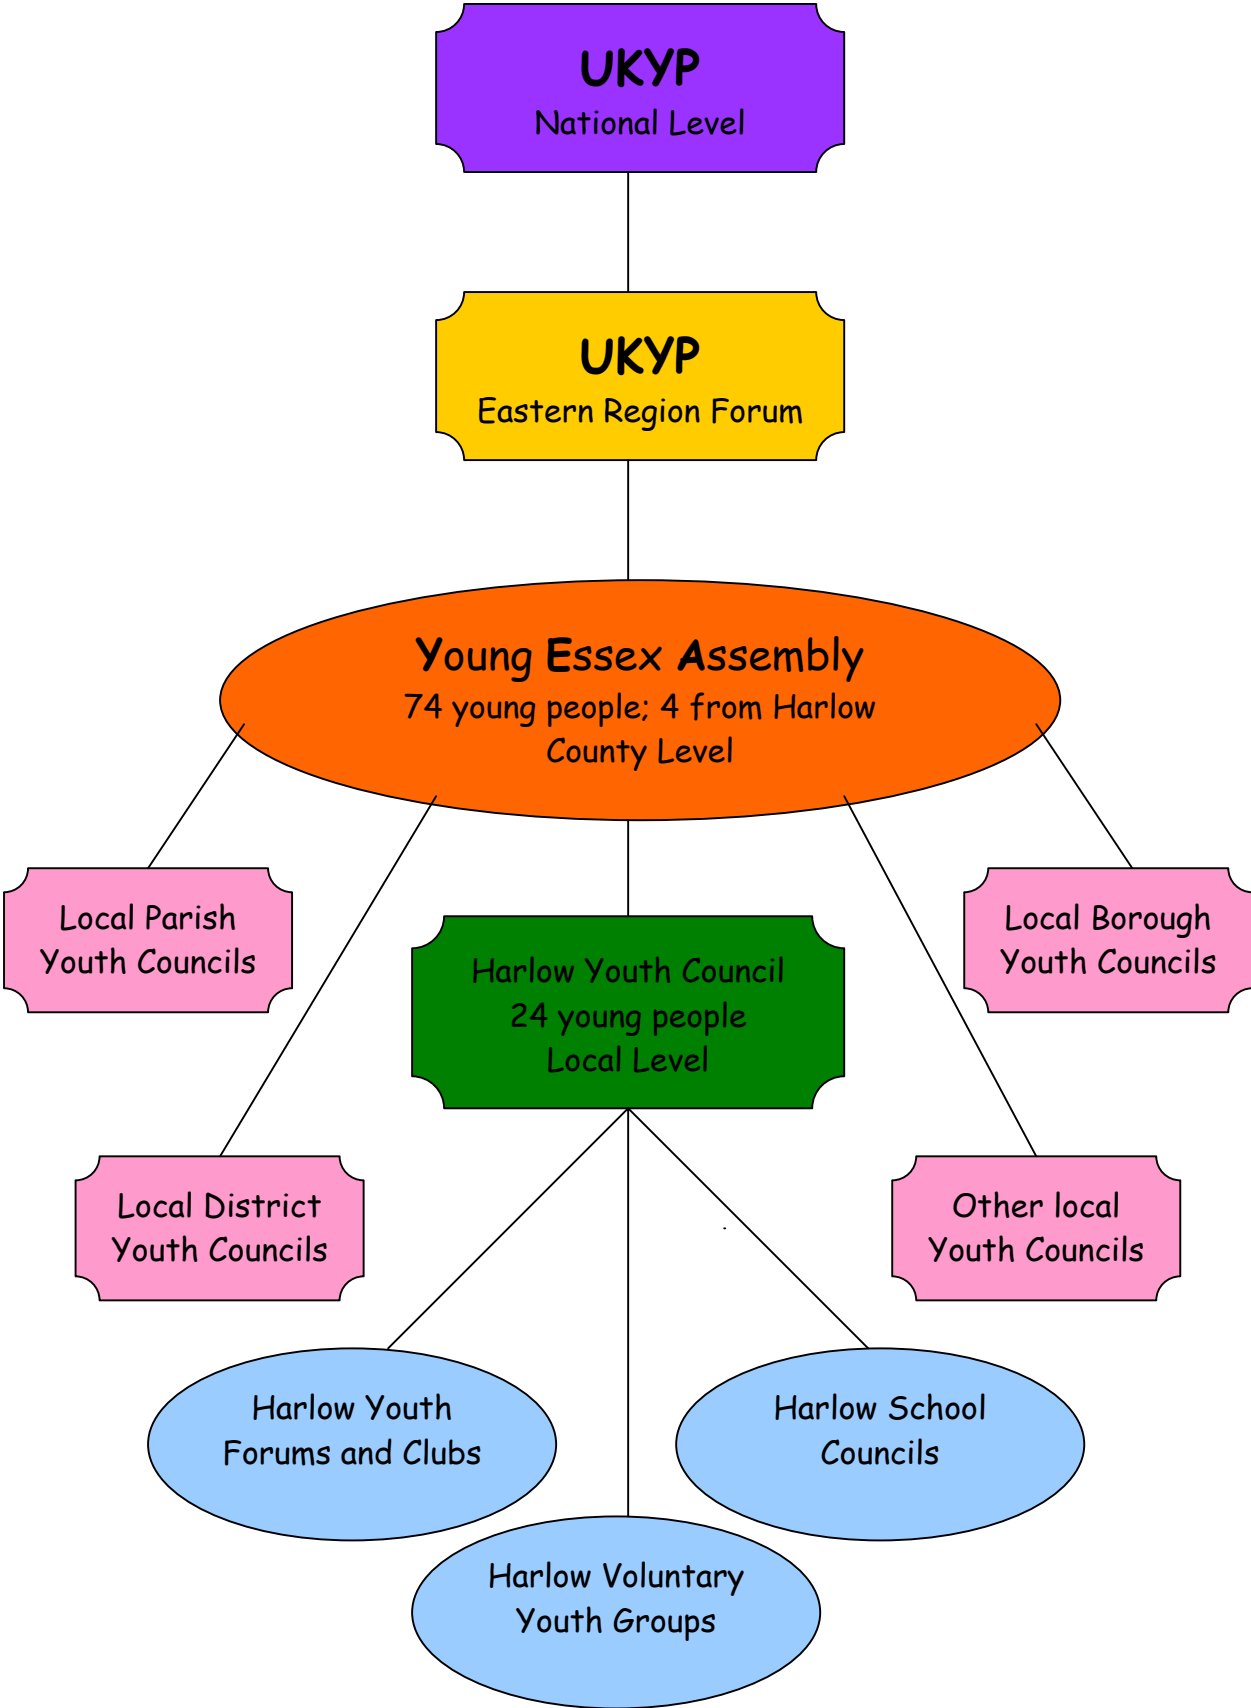 UKYP
National Level
UKYP
Eastern Region Forum
Young Essex Assembly
74 young people; 4 from Harlow
County Level
Local Parish
Youth Councils
Harlow Youth Council
24 young people
Local Level
Local Borough
Youth Councils
Local District
Youth Councils
Other local
Youth Councils
Harlow Youth
Forums and Clubs
Harlow School
Councils
Harlow Voluntary
Youth Groups